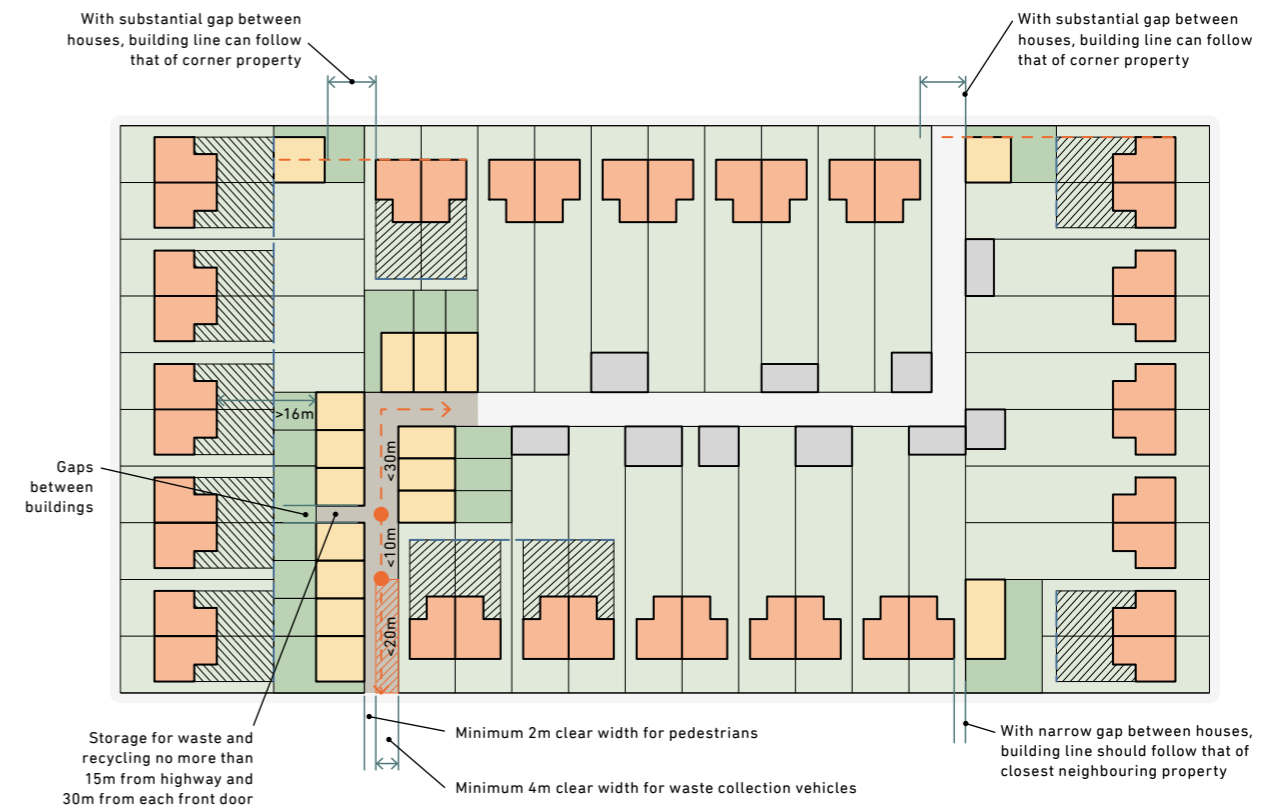 With substantial gap between
houses, building line can follow
that of corner property
With substantial gap between
houses, building line can follow
that of corner property
>16m
<30m
Gaps
between
buildings
<10m
<20m
Storage for waste and
recycling no more than
15m from highway and
30m from each front door
Minimum 2m clear width for pedestrians
Minimum 4m clear width for waste collection vehicles
With narrow gap between houses,
building line should follow that of
closest neighbouring property